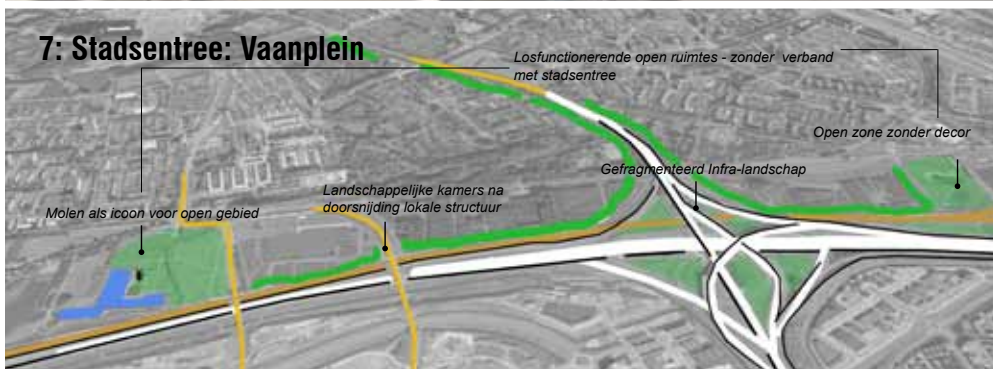 7: Stadsentree: Vaanplein
Losfunctionerende open ruimtes - zonder verband
met stadsentree
Open zone zonder decor
Gefragmenteerd Infra-landschap
Landschappelijke kamers na
doorsnijding lokale structuur
Molen als icoon voor open gebied